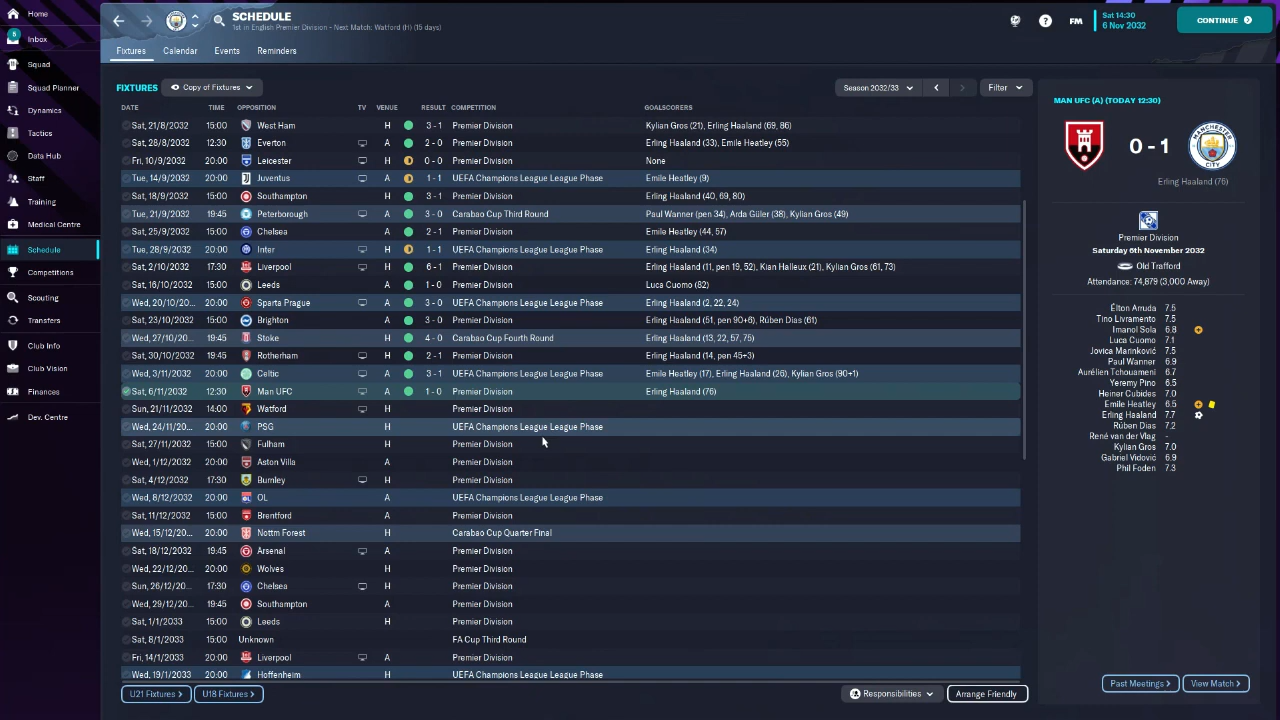 Home
SCHEDULE
1st in English Premier Division - Next Match: Watford (H) (15 days)
FM
Sat 14:30
6 Nov 2032
CONTINUE
5
Inbox
Fixtures
Calendar
Events
Reminders
Squad
Squad Planner
Dynamics
Tactics
Data Hub
Staff
Training
Medical Centre
Schedule
Competitions
Scouting
Transfers
Club Info
Club Vision
Finances
Dev. Centre
FIXTURES
Copy of Fixtures
Season 2032/33
Filter
DATE TIME OPPOSITION TV VENUE RESULT COMPETITION GOALSCORERS
Sat, 21/8/2032 15:00 West Ham H 3 - 1 Premier Division Kylian Gros (21), Erling Haaland (69, 86)
Sat, 28/8/2032 12:30 Everton A 2 - 0 Premier Division Erling Haaland (33), Emile Heatley (55)
Fri, 10/9/2032 20:00 Leicester H 0 - 0 Premier Division None
Tue, 14/9/2032 20:00 Juventus A 1 - 1 UEFA Champions League League Phase Emile Heatley (9)
Sat, 18/9/2032 15:00 Southampton H 3 - 1 Premier Division Erling Haaland (40, 69, 80)
Tue, 21/9/2032 19:45 Peterborough A 3 - 0 Carabao Cup Third Round Paul Wanner (pen 34), Arda Güler (38), Kylian Gros (49)
Sat, 25/9/2032 15:00 Chelsea A 2 - 1 Premier Division Emile Heatley (44, 57)
Tue, 28/9/2032 20:00 Inter H 1 - 1 UEFA Champions League League Phase Erling Haaland (34)
Sat, 2/10/2032 17:30 Liverpool H 6 - 1 Premier Division Erling Haaland (11, pen 19, 52), Kian Halleux (21), Kylian Gros (61, 73)
Sat, 16/10/2032 15:00 Leeds A 1 - 0 Premier Division Luca Cuomo (82)
Wed, 20/10/20... 20:00 Sparta Prague A 3 - 0 UEFA Champions League League Phase Erling Haaland (2, 22, 24)
Sat, 23/10/2032 15:00 Brighton A 3 - 0 Premier Division Erling Haaland (51, pen 90+6), Rúben Dias (61)
Wed, 27/10/20... 19:45 Stoke H 4 - 0 Carabao Cup Fourth Round Erling Haaland (13, 22, 57, 75)
Sat, 30/10/2032 19:45 Rotherham H 2 - 1 Premier Division Erling Haaland (14, pen 45+3)
Wed, 3/11/2032 20:00 Celtic A 3 - 1 UEFA Champions League League Phase Emile Heatley (17), Erling Haaland (26), Kylian Gros (90+1)
Sat, 6/11/2032 12:30 Man UFC A 1 - 0 Premier Division Erling Haaland (76)
Sun, 21/11/2032 14:00 Watford H Premier Division
Wed, 24/11/20... 20:00 PSG H UEFA Champions League League Phase
Sat, 27/11/2032 15:00 Fulham H Premier Division
Wed, 1/12/2032 20:00 Aston Villa A Premier Division
Sat, 4/12/2032 17:30 Burnley H Premier Division
Wed, 8/12/2032 20:00 OL A UEFA Champions League League Phase
Sat, 11/12/2032 15:00 Brentford A Premier Division
Wed, 15/12/20... 20:00 Nottm Forest H Carabao Cup Quarter Final
Sat, 18/12/2032 19:45 Arsenal A Premier Division
Wed, 22/12/2032 20:00 Wolves H Premier Division
Sun, 26/12/20... 17:30 Chelsea H Premier Division
Wed, 29/12/20... 19:45 Southampton A Premier Division
Sat, 1/1/2033 15:00 Leeds H Premier Division
Sat, 8/1/2033 15:00 Unknown FA Cup Third Round
Fri, 14/1/2033 20:00 Liverpool A Premier Division
Wed, 19/1/2033 20:00 Hoffenheim H UEFA Champions League League Phase
U21 Fixtures >
U18 Fixtures >
Responsibilities
Arrange Friendly
MAN UFC (A) (TODAY 12:30)
MANCHESTER
CITY
0 - 1
Erling Haaland (76)
Premier Division
Saturday 6th November 2032
Old Trafford
Attendance: 74,879 (3,000 Away)
Élton Arruda 7.5
Tino Livramento 7.5
Imanol Sola 6.8
Luca Cuomo 7.1
Jovica Marinković 7.5
Paul Wanner 6.9
Aurélien Tchouameni 6.7
Yeremy Pino 6.5
Heiner Cubides 7.0
Emile Heatley 6.5
Erling Haaland 7.7
Rúben Dias 7.2
René van der Vlag -
Kylian Gros 7.0
Gabriel Vidović 6.9
Phil Foden 7.3
Past Meetings >
View Match >